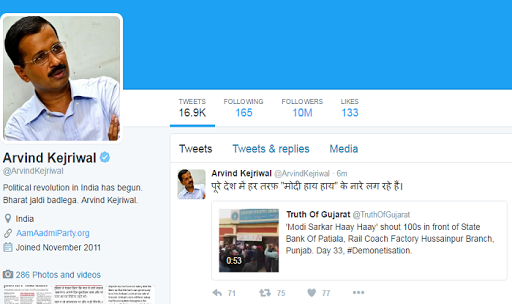 TWEETS FOLLOWING FOLLOWERS LIKES
16.9K 165 10M 133
Arvind Kejriwal
@ArvindKejriwal
Political revolution in India has begun.
Bharat jaldi badlega. Arvind Kejriwal.
India
AamAadmiParty.org
Joined November 2011
286 Photos and videos
Tweets Tweets & replies Media
Arvind Kejriwal @ArvindKejriwal · 6m
पूरे देश में हर तरफ "मोदी हाय हाय" के नारे लग रहे हैं।
Truth Of Gujarat @TruthOfGujarat
'Modi Sarkar Haay Haay' shout 100s in front of State
Bank Of Patiala, Rail Coach Factory Hussainpur Branch,
Punjab. Day 33, #Demonetisation.
0:53
71 75 77